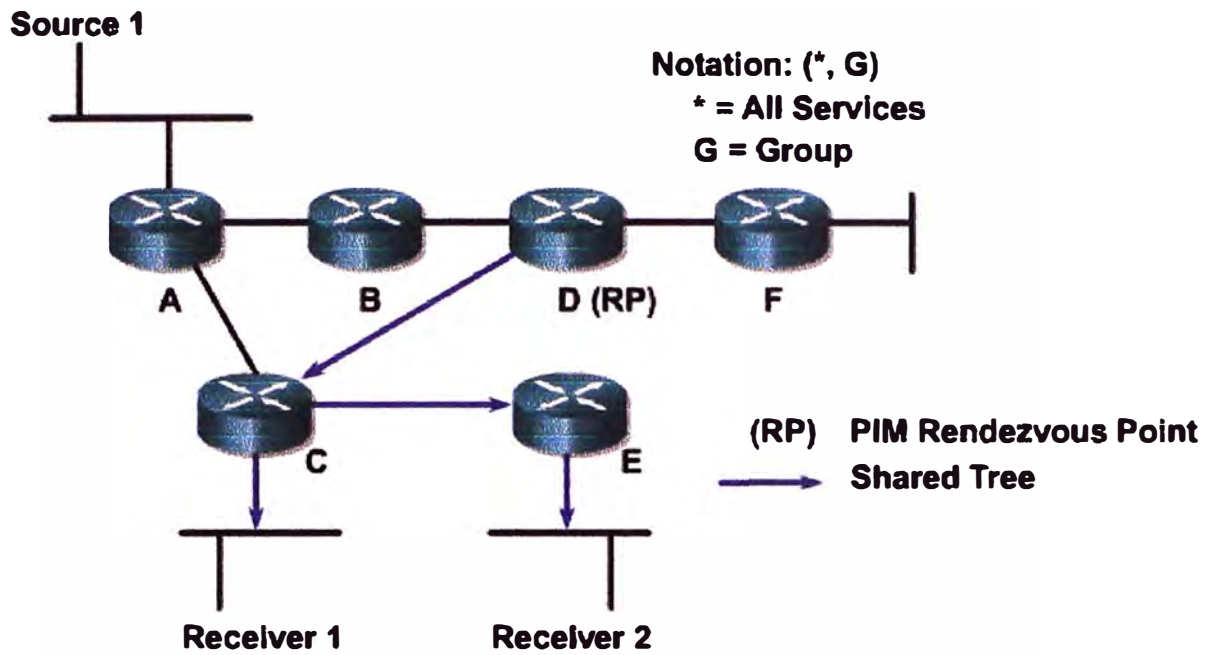 Source 1
Notation: (*, G)
* = All Services
G = Group
A
B
D (RP)
F
C
E
(RP) PIM Rendezvous Point
Shared Tree
Receiver 1
Receiver 2